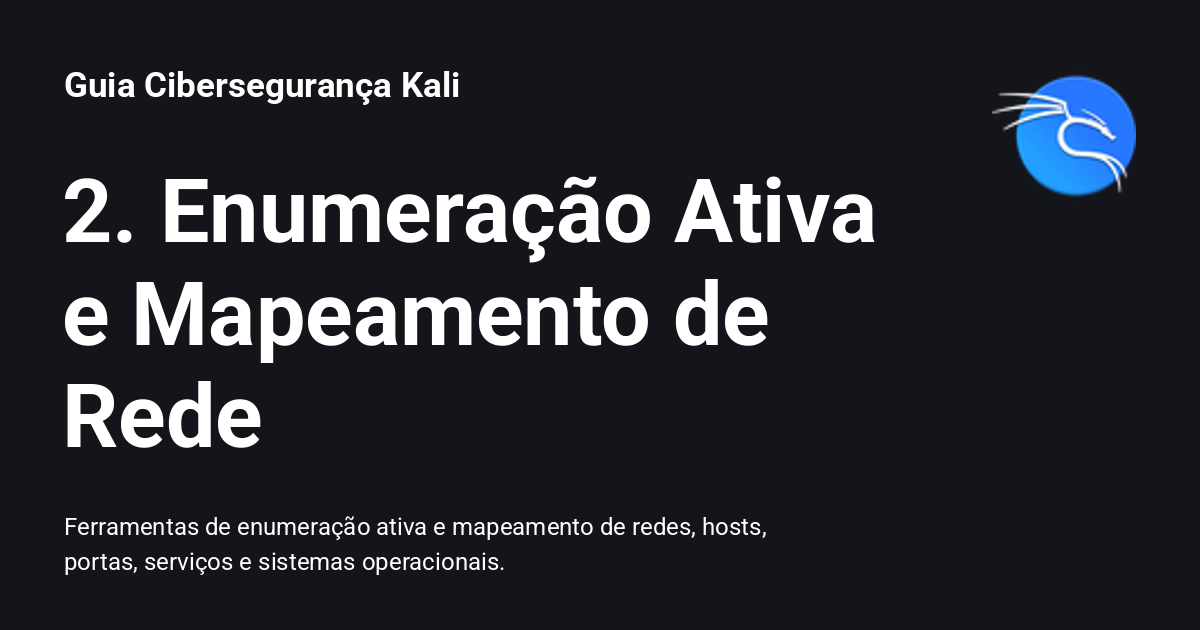 Guia Cibersegurança Kali
2. Enumeração Ativa
e Mapeamento de
Rede
Ferramentas de enumeração ativa e mapeamento de redes, hosts,
portas, serviços e sistemas operacionais.